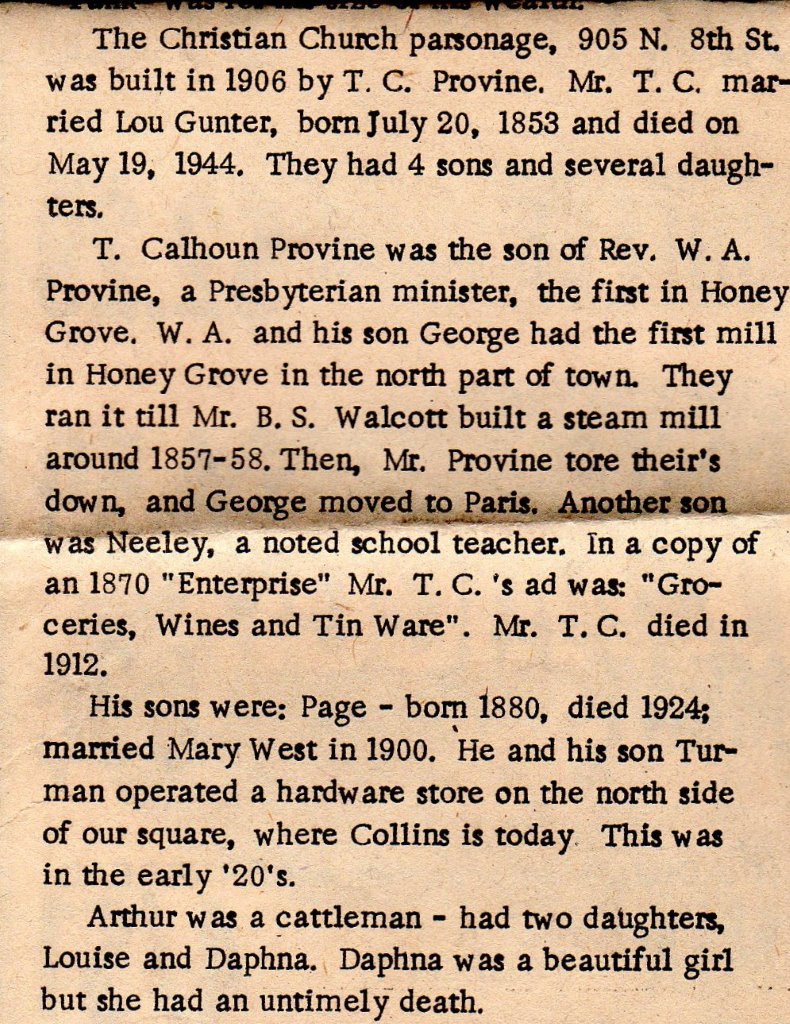 was for his size or his wealth.
The Christian Church parsonage, 905 N. 8th St.
was built in 1906 by T. C. Provine. Mr. T. C. mar-
ried Lou Gunter, born July 20, 1853 and died on
May 19, 1944. They had 4 sons and several daugh-
ters.
T. Calhoun Provine was the son of Rev. W. A.
Provine, a Presbyterian minister, the first in Honey
Grove. W. A. and his son George had the first mill
in Honey Grove in the north part of town. They
ran it till Mr. B. S. Walcott built a steam mill
around 1857-58. Then, Mr. Provine tore their's
down, and George moved to Paris. Another son
was Neeley, a noted school teacher. In a copy of
an 1870 "Enterprise" Mr. T. C. 's ad was: "Gro-
ceries, Wines and Tin Ware". Mr. T. C. died in
1912.
His sons were: Page - born 1880, died 1924;
married Mary West in 1900. He and his son Tur-
man operated a hardware store on the north side
of our square, where Collins is today. This was
in the early '20's.
Arthur was a cattleman - had two daughters,
Louise and Daphna. Daphna was a beautiful girl
but she had an untimely death.